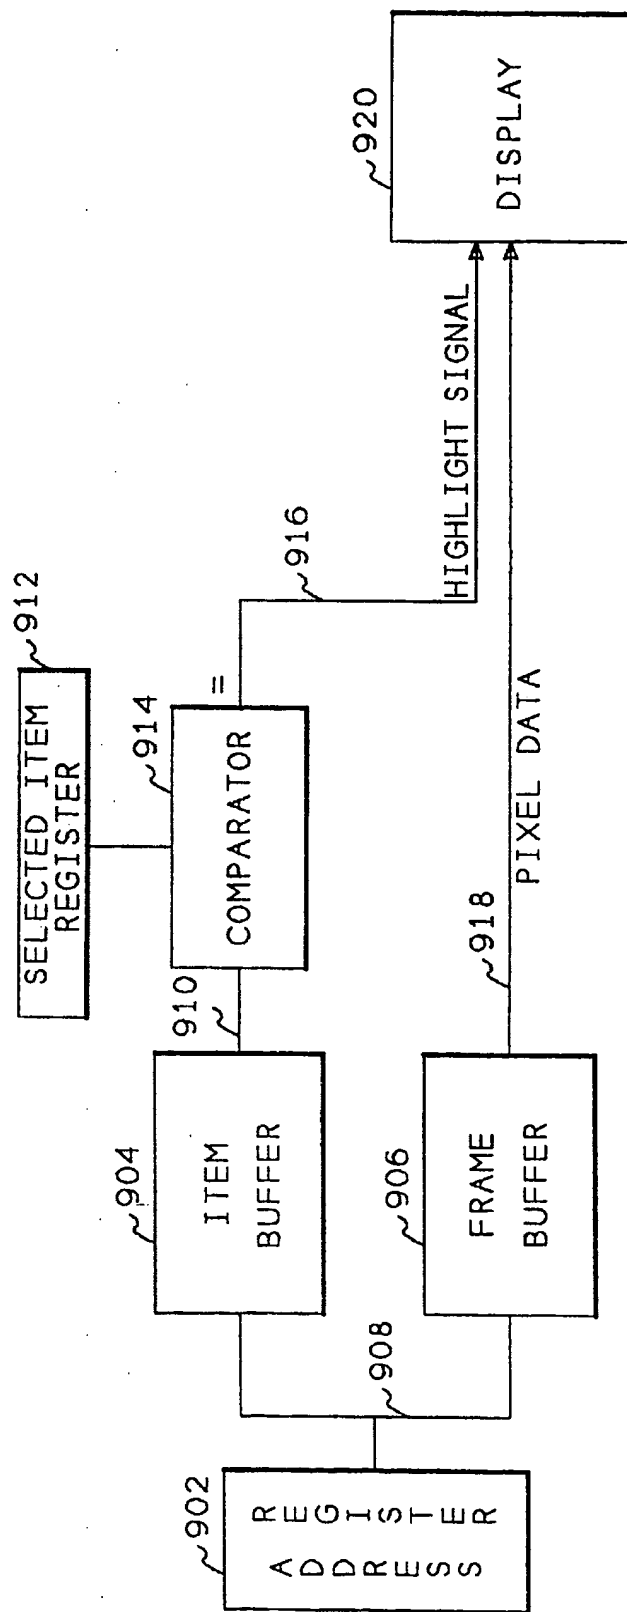 902
REGISTER
ADDRESS
908
904
ITEM
BUFFER
906
FRAME
BUFFER
910
912
SELECTED ITEM
REGISTER
914
COMPARATOR
=
916
918
PIXEL DATA
HIGHLIGHT SIGNAL
920
DISPLAY